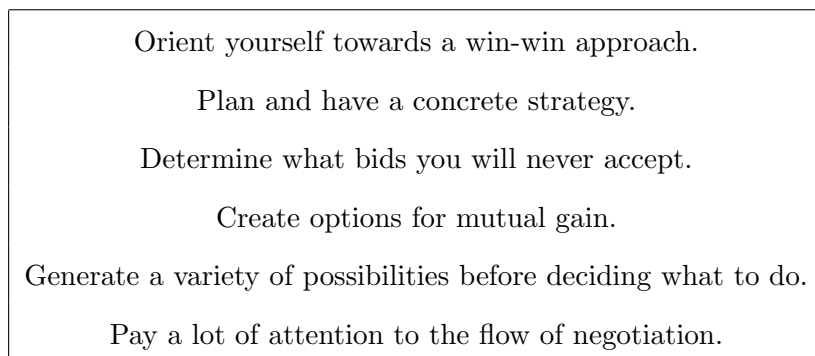 Orient yourself towards a win-win approach.
Plan and have a concrete strategy.
Determine what bids you will never accept.
Create options for mutual gain.
Generate a variety of possibilities before deciding what to do.
Pay a lot of attention to the flow of negotiation.